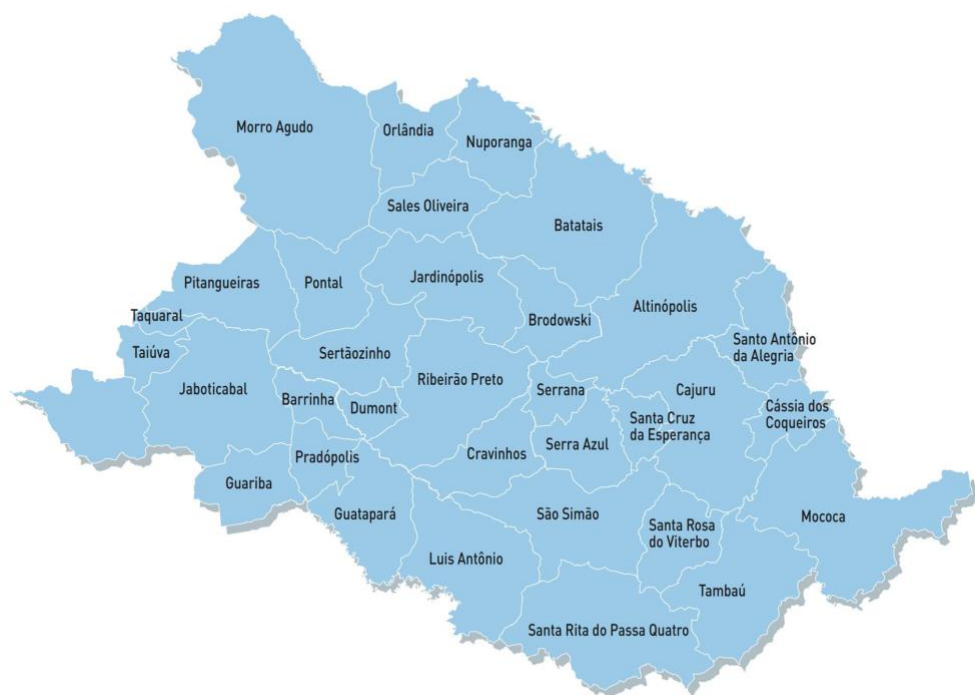 Morro Agudo
Orlândia
Nuporanga
Sales Oliveira
Batatais
Pitangueiras
Pontal
Jardinópolis
Taquaral
Brodowski
Altinópolis
Santo Antônio
da Alegria
Taiúva
Sertãozinho
Jaboticabal
Ribeirão Preto
Serrana
Cajuru
Barrinha
Dumont
Cássia dos
Coqueiros
Santa Cruz
da Esperança
Serra Azul
Cravinhos
Pradópolis
Guariba
Guatapará
São Simão
Santa Rosa
do Viterbo
Mococa
Luis Antônio
Tambaú
Santa Rita do Passa Quatro